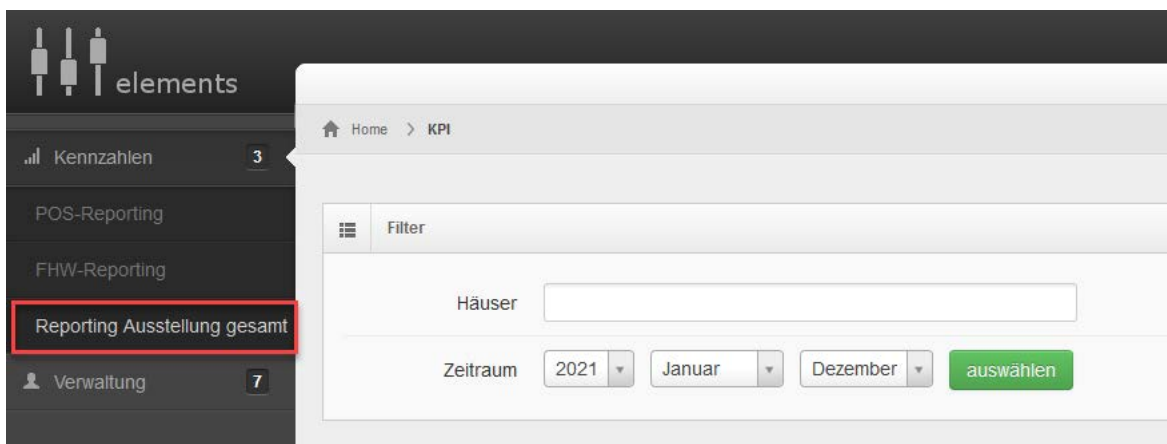 elements
Home > KPI
Kennzahlen 3
POS-Reporting
Filter
FHW-Reporting
Häuser
Reporting Ausstellung gesamt
Zeitraum 2021 Januar Dezember auswählen
Verwaltung 7